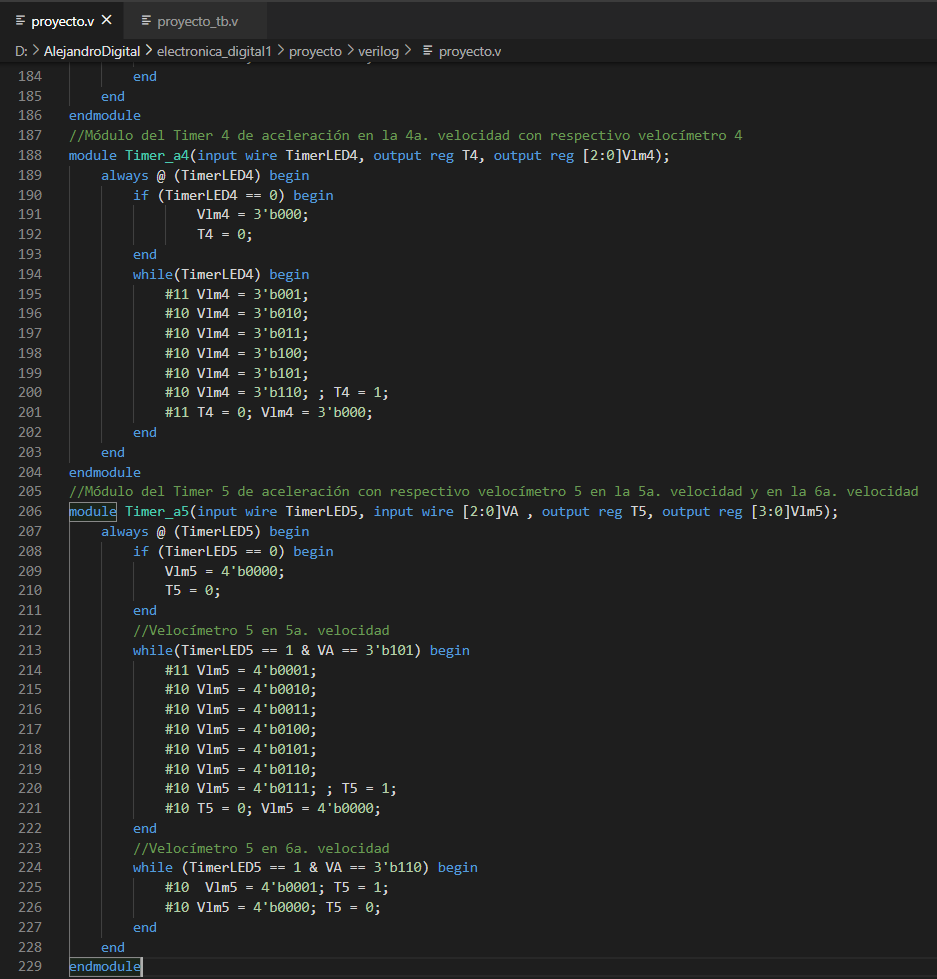 proyecto.v
proyecto_tb.v
D: > AlejandroDigital > electronica_digital1 > proyecto > verilog > proyecto.v
184 end
185 end
186 endmodule
187 //Módulo del Timer 4 de aceleración en la 4a. velocidad con respectivo velocímetro 4
188 module Timer_a4(input wire TimerLED4, output reg T4, output reg [2:0]Vlm4);
189 always @ (TimerLED4) begin
190 if (TimerLED4 == 0) begin
191 Vlm4 = 3'b000;
192 T4 = 0;
193 end
194 while(TimerLED4) begin
195 #11 Vlm4 = 3'b001;
196 #10 Vlm4 = 3'b010;
197 #10 Vlm4 = 3'b011;
198 #10 Vlm4 = 3'b100;
199 #10 Vlm4 = 3'b101;
200 #10 Vlm4 = 3'b110; ; T4 = 1;
201 #11 T4 = 0; Vlm4 = 3'b000;
202 end
203 end
204 endmodule
205 //Módulo del Timer 5 de aceleración con respectivo velocímetro 5 en la 5a. velocidad y en la 6a. velocidad
206 module Timer_a5(input wire TimerLED5, input wire [2:0]VA , output reg T5, output reg [3:0]Vlm5);
207 always @ (TimerLED5) begin
208 if (TimerLED5 == 0) begin
209 Vlm5 = 4'b0000;
210 T5 = 0;
211 end
212 //Velocímetro 5 en 5a. velocidad
213 while(TimerLED5 == 1 & VA == 3'b101) begin
214 #11 Vlm5 = 4'b0001;
215 #10 Vlm5 = 4'b0010;
216 #10 Vlm5 = 4'b0011;
217 #10 Vlm5 = 4'b0100;
218 #10 Vlm5 = 4'b0101;
219 #10 Vlm5 = 4'b0110;
220 #10 Vlm5 = 4'b0111; ; T5 = 1;
221 #10 T5 = 0; Vlm5 = 4'b0000;
222 end
223 //Velocímetro 5 en 6a. velocidad
224 while (TimerLED5 == 1 & VA == 3'b110) begin
225 #10  Vlm5 = 4'b0001; T5 = 1;
226 #10 Vlm5 = 4'b0000; T5 = 0;
227 end
228 end
229 endmodule